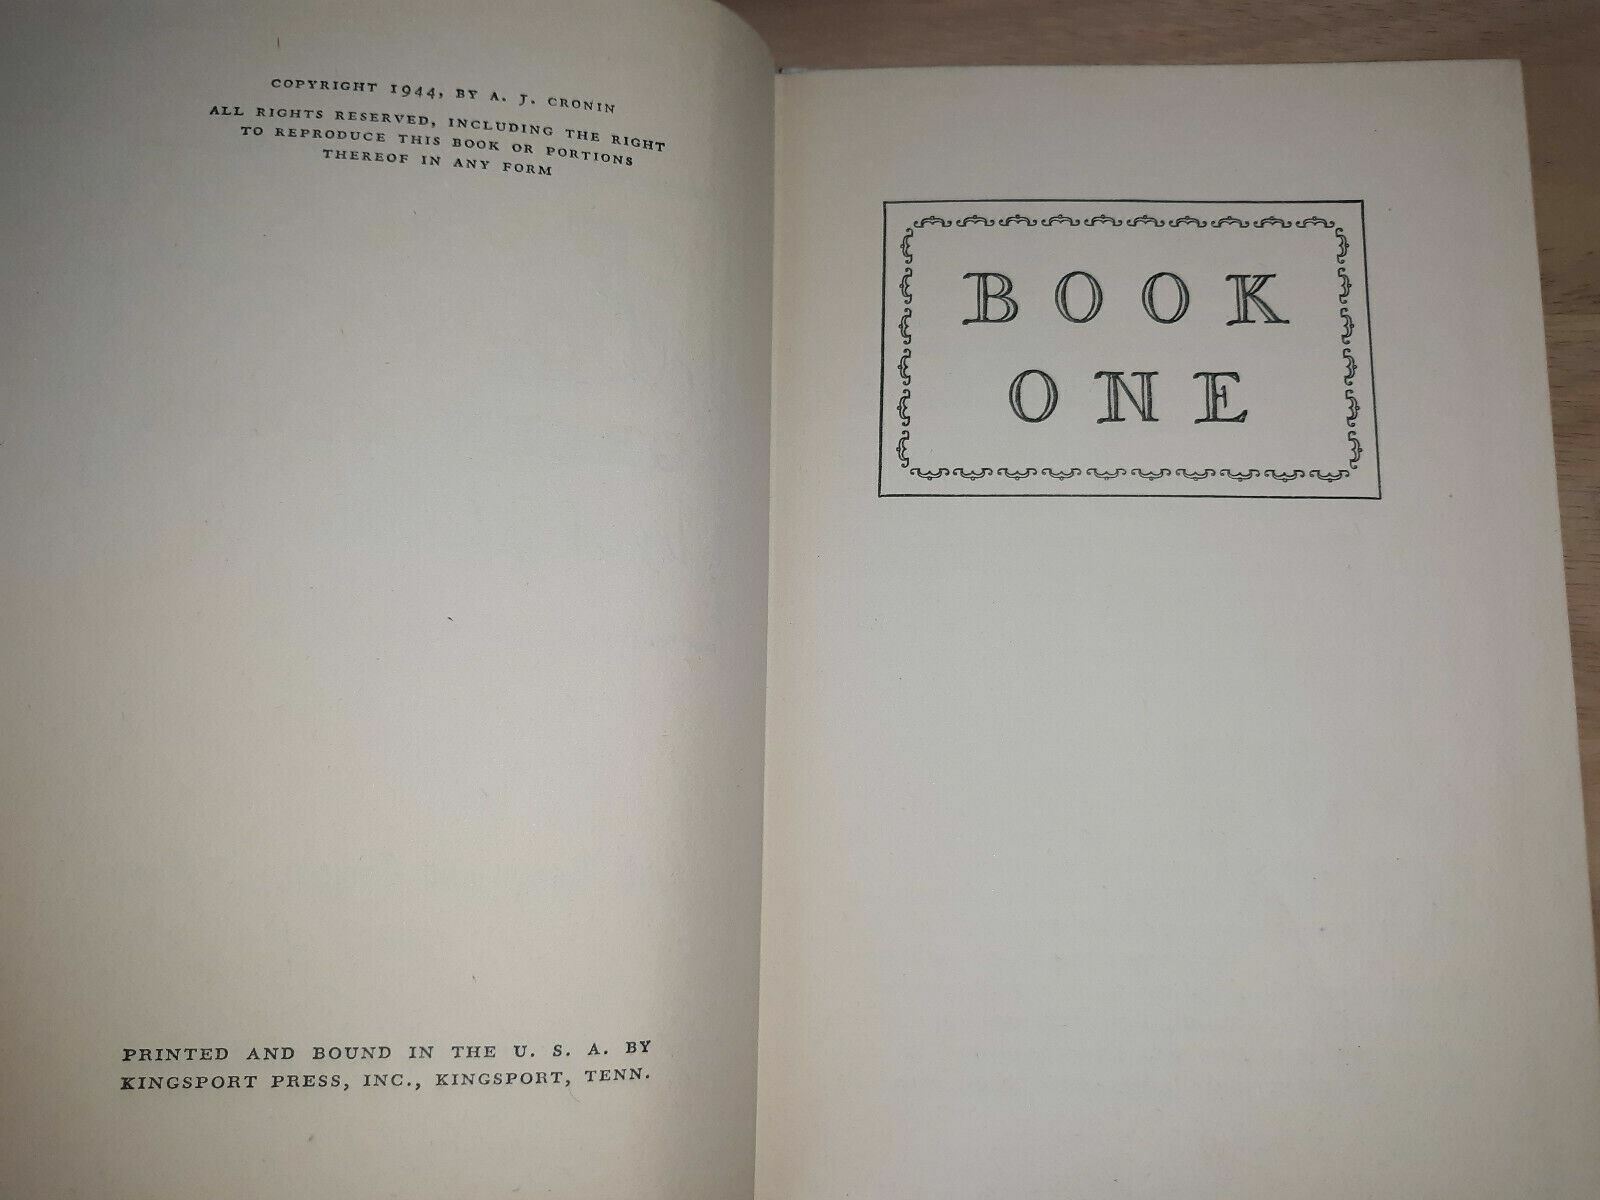 COPYRIGHT 1944, BY A. J. CRONIN
ALL RIGHTS RESERVED, INCLUDING THE RIGHT
TO REPRODUCE THIS BOOK OR PORTIONS
THEREOF IN ANY FORM
PRINTED AND BOUND IN THE U. S. A. BY
KINGSPORT PRESS, INC., KINGSPORT, TENN.
BOOK
ONE